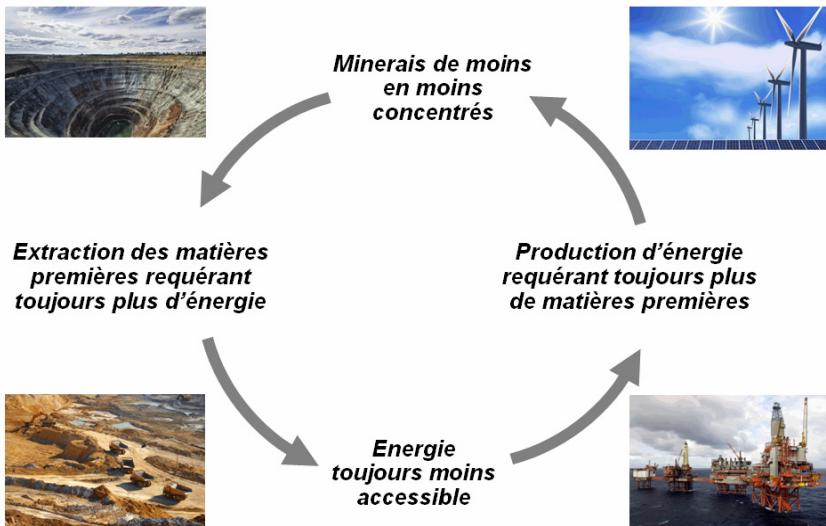 Minerais de moins
en moins
concentrés
Extraction des matières
premières requérant
toujours plus d’énergie
Production d’énergie
requérant toujours plus
de matières premières
Energie
toujours moins
accessible